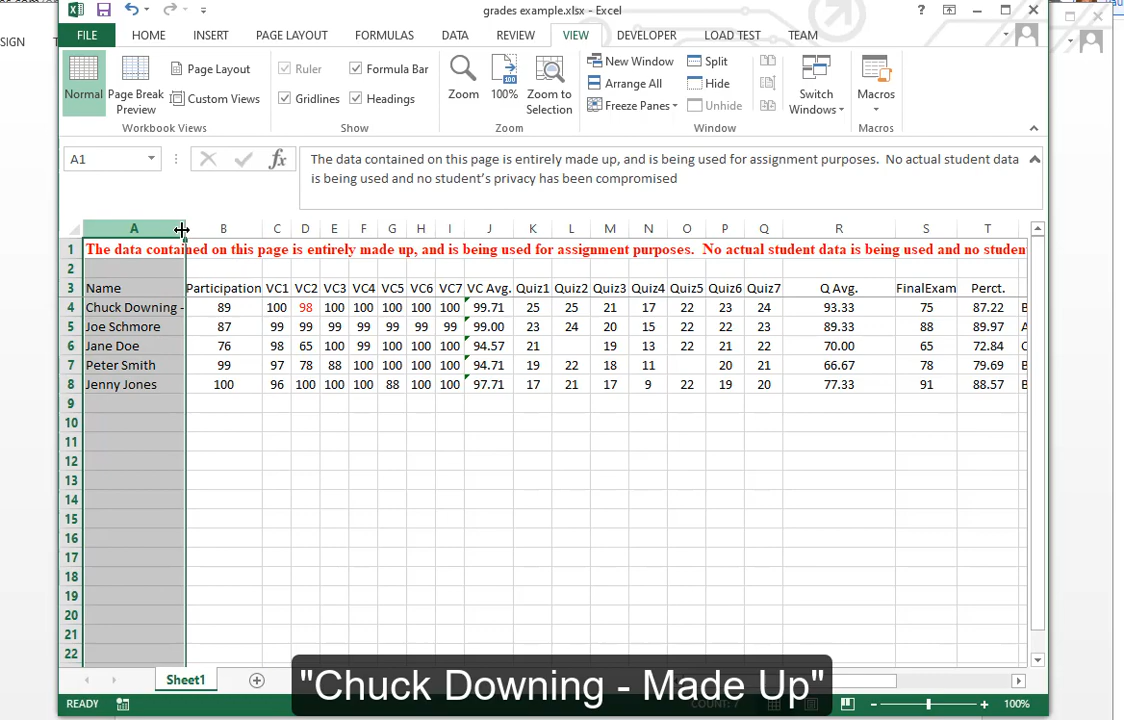 grades example.xlsx - Excel
?
SIGN
FILE HOME INSERT PAGE LAYOUT FORMULAS DATA REVIEW VIEW DEVELOPER LOAD TEST TEAM
Normal
Page Break Preview
Page Layout
Custom Views
Workbook Views
Ruler
Formula Bar
Gridlines
Headings
Show
Zoom
100%
Zoom to Selection
Zoom
New Window
Arrange All
Freeze Panes
Split
Hide
Unhide
Switch Windows
Window
Macros
Macros
A1
fx
The data contained on this page is entirely made up, and is being used for assignment purposes. No actual student data
is being used and no student's privacy has been compromised
A B C D E F G H I J K L M N O P Q R S T
1 The data contained on this page is entirely made up, and is being used for assignment purposes. No actual student data is being used and no studen
2
3 Name Participation VC1 VC2 VC3 VC4 VC5 VC6 VC7 VC Avg. Quiz1 Quiz2 Quiz3 Quiz4 Quiz5 Quiz6 Quiz7 Q Avg. FinalExam Perct.
4 Chuck Downing - 89 100 98 100 100 100 100 100 99.71 25 25 21 17 22 23 24 93.33 75 87.22 B
5 Joe Schmore 87 99 99 99 99 99 99 99 99.00 23 24 20 15 22 22 23 89.33 88 89.97 A
6 Jane Doe 76 98 65 100 99 100 100 100 94.57 21 19 13 22 21 22 70.00 65 72.84 C
7 Peter Smith 99 97 78 88 100 100 100 100 94.71 19 22 18 11 20 21 66.67 78 79.69 B
8 Jenny Jones 100 96 100 100 100 88 100 100 97.71 17 21 17 9 22 19 20 77.33 91 88.57 B
9
10
11
12
13
14
15
16
17
18
19
20
21
22
Sheet1
"Chuck Downing - Made Up"
READY
COUNT: 7
100%